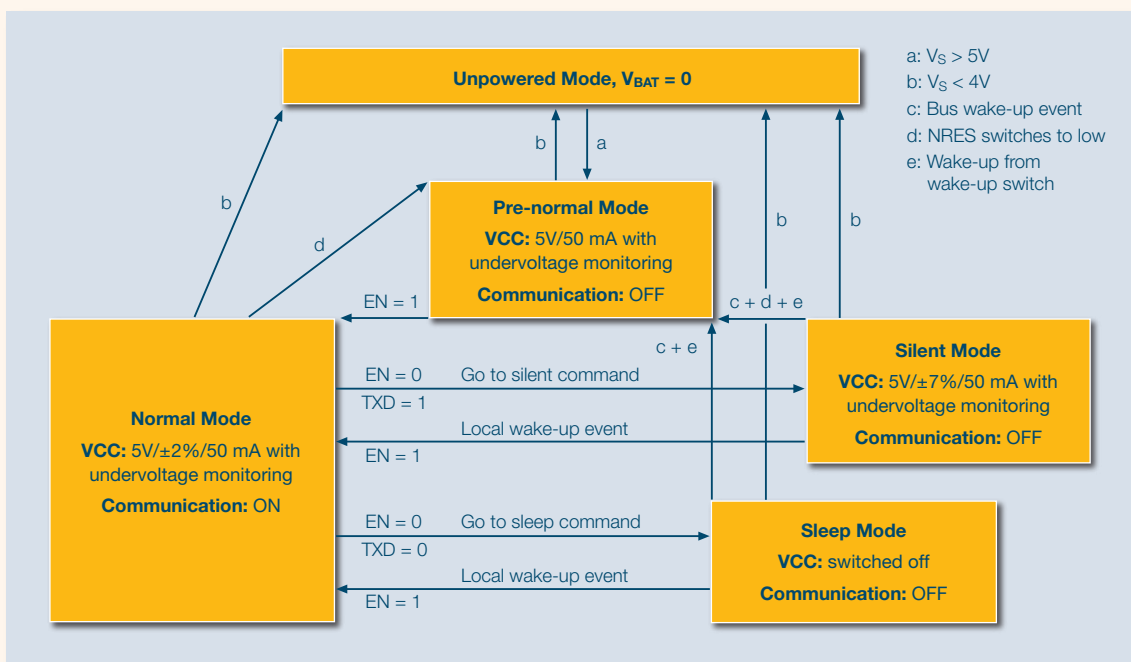 Unpowered Mode, VBAT = 0
a: VS > 5V
b: VS < 4V
c: Bus wake-up event
d: NRES switches to low
e: Wake-up from
wake-up switch
b
a
b
d
b
b
Pre-normal Mode
VCC: 5V/50 mA with
undervoltage monitoring
Communication: OFF
EN = 1
c + d + e
c + e
Normal Mode
VCC: 5V/±2%/50 mA with
undervoltage monitoring
Communication: ON
EN = 0 Go to silent command
TXD = 1
Local wake-up event
EN = 1
Silent Mode
VCC: 5V/±7%/50 mA with
undervoltage monitoring
Communication: OFF
EN = 0 Go to sleep command
TXD = 0
Local wake-up event
EN = 1
Sleep Mode
VCC: switched off
Communication: OFF